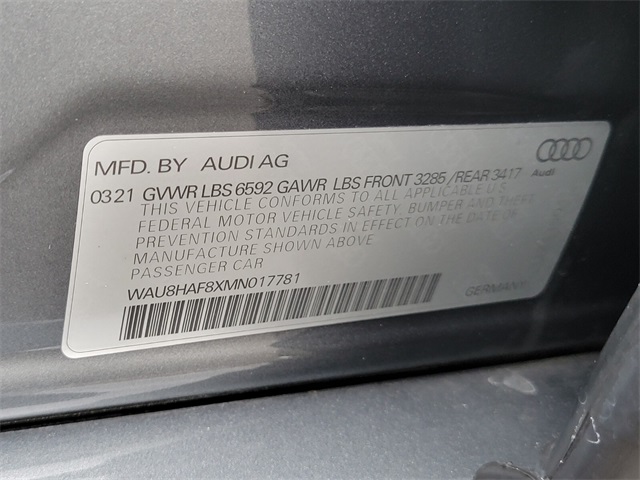 MFD. BY AUDI AG
0321 GVWR LBS 6592 GAWR LBS FRONT 3285 / REAR 3417
Audi
THIS VEHICLE CONFORMS TO ALL APPLICABLE U.S.
FEDERAL MOTOR VEHICLE SAFETY, BUMPER AND THEFT
PREVENTION STANDARDS IN EFFECT ON THE DATE OF
MANUFACTURE SHOWN ABOVE
PASSENGER CAR
WAU8HAF8XMN017781
GERMANY